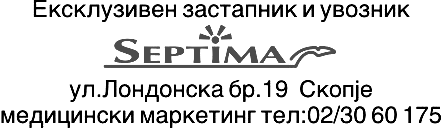 Ексклузивен застапник и увозник
SEPTIMA
ул.Лондонска бр.19 Скопје
медицински маркетинг тел:02/30 60 175